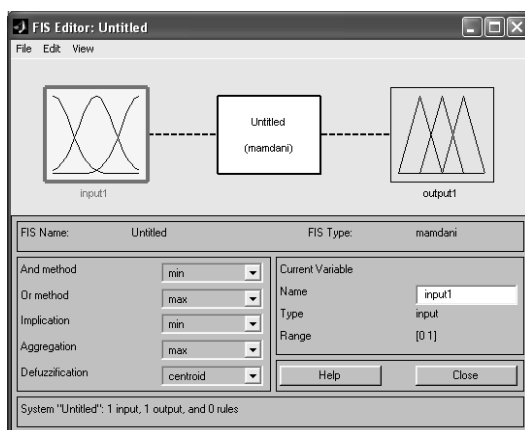 FIS Editor: Untitled
File Edit View
Untitled
(mamdani)
input1
output1
FIS Name: Untitled FIS Type: mamdani
And method min
Or method max
Implication min
Aggregation max
Defuzzification centroid
Current Variable
Name input1
Type input
Range [0 1]
Help Close
System "Untitled": 1 input, 1 output, and 0 rules